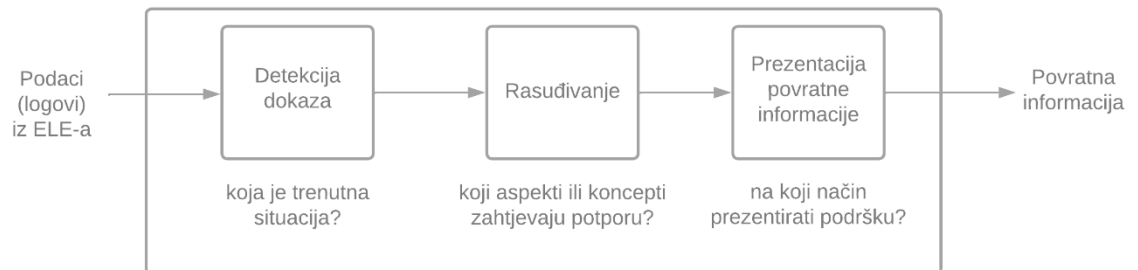 Podaci
(logovi)
iz ELE-a
Detekcija
dokaza
Rasuđivanje
Prezentacija
povratne
informacije
Povratna
informacija
koja je trenutna
situacija?
koji aspekti ili koncepti
zahtjevaju potporu?
na koji način
prezentirati podršku?